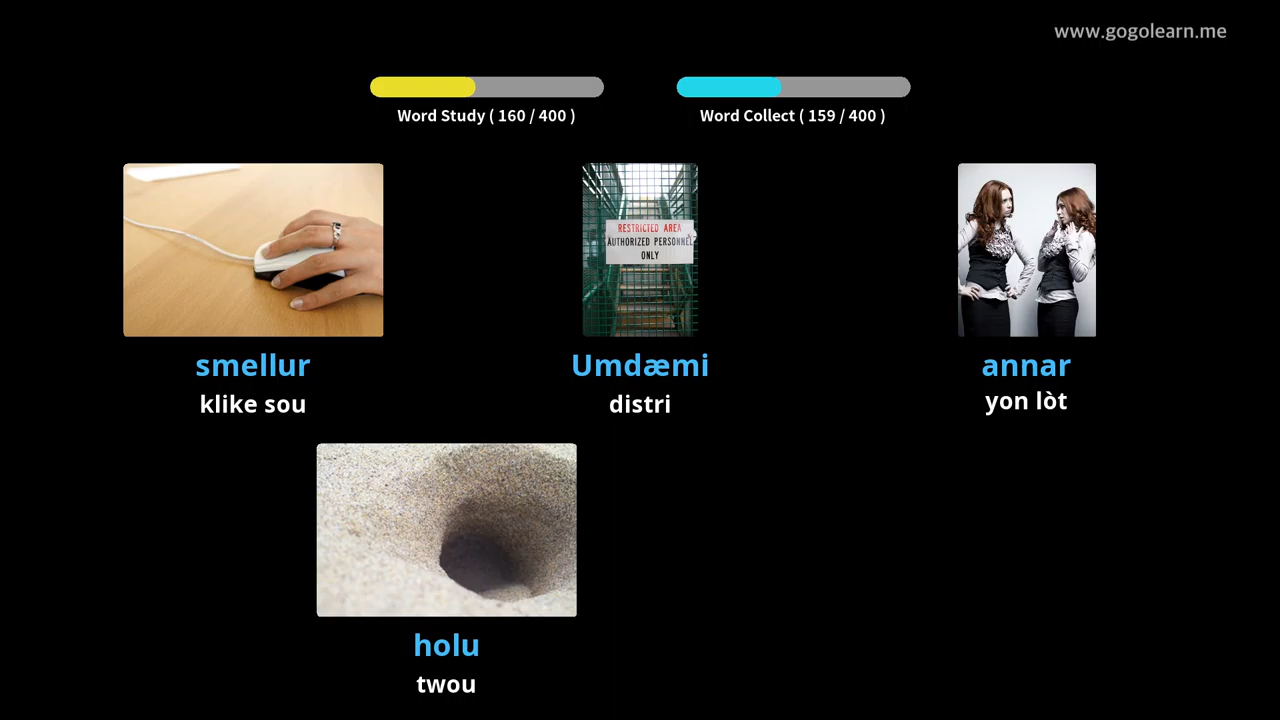 www.gogolearn.me
Word Study ( 160 / 400 )
Word Collect ( 159 / 400 )
RESTRICTED AREA
AUTHORIZED PERSONNEL
ONLY
smellur
klike sou
Umdæmi
distri
annar
yon lòt
holu
twou